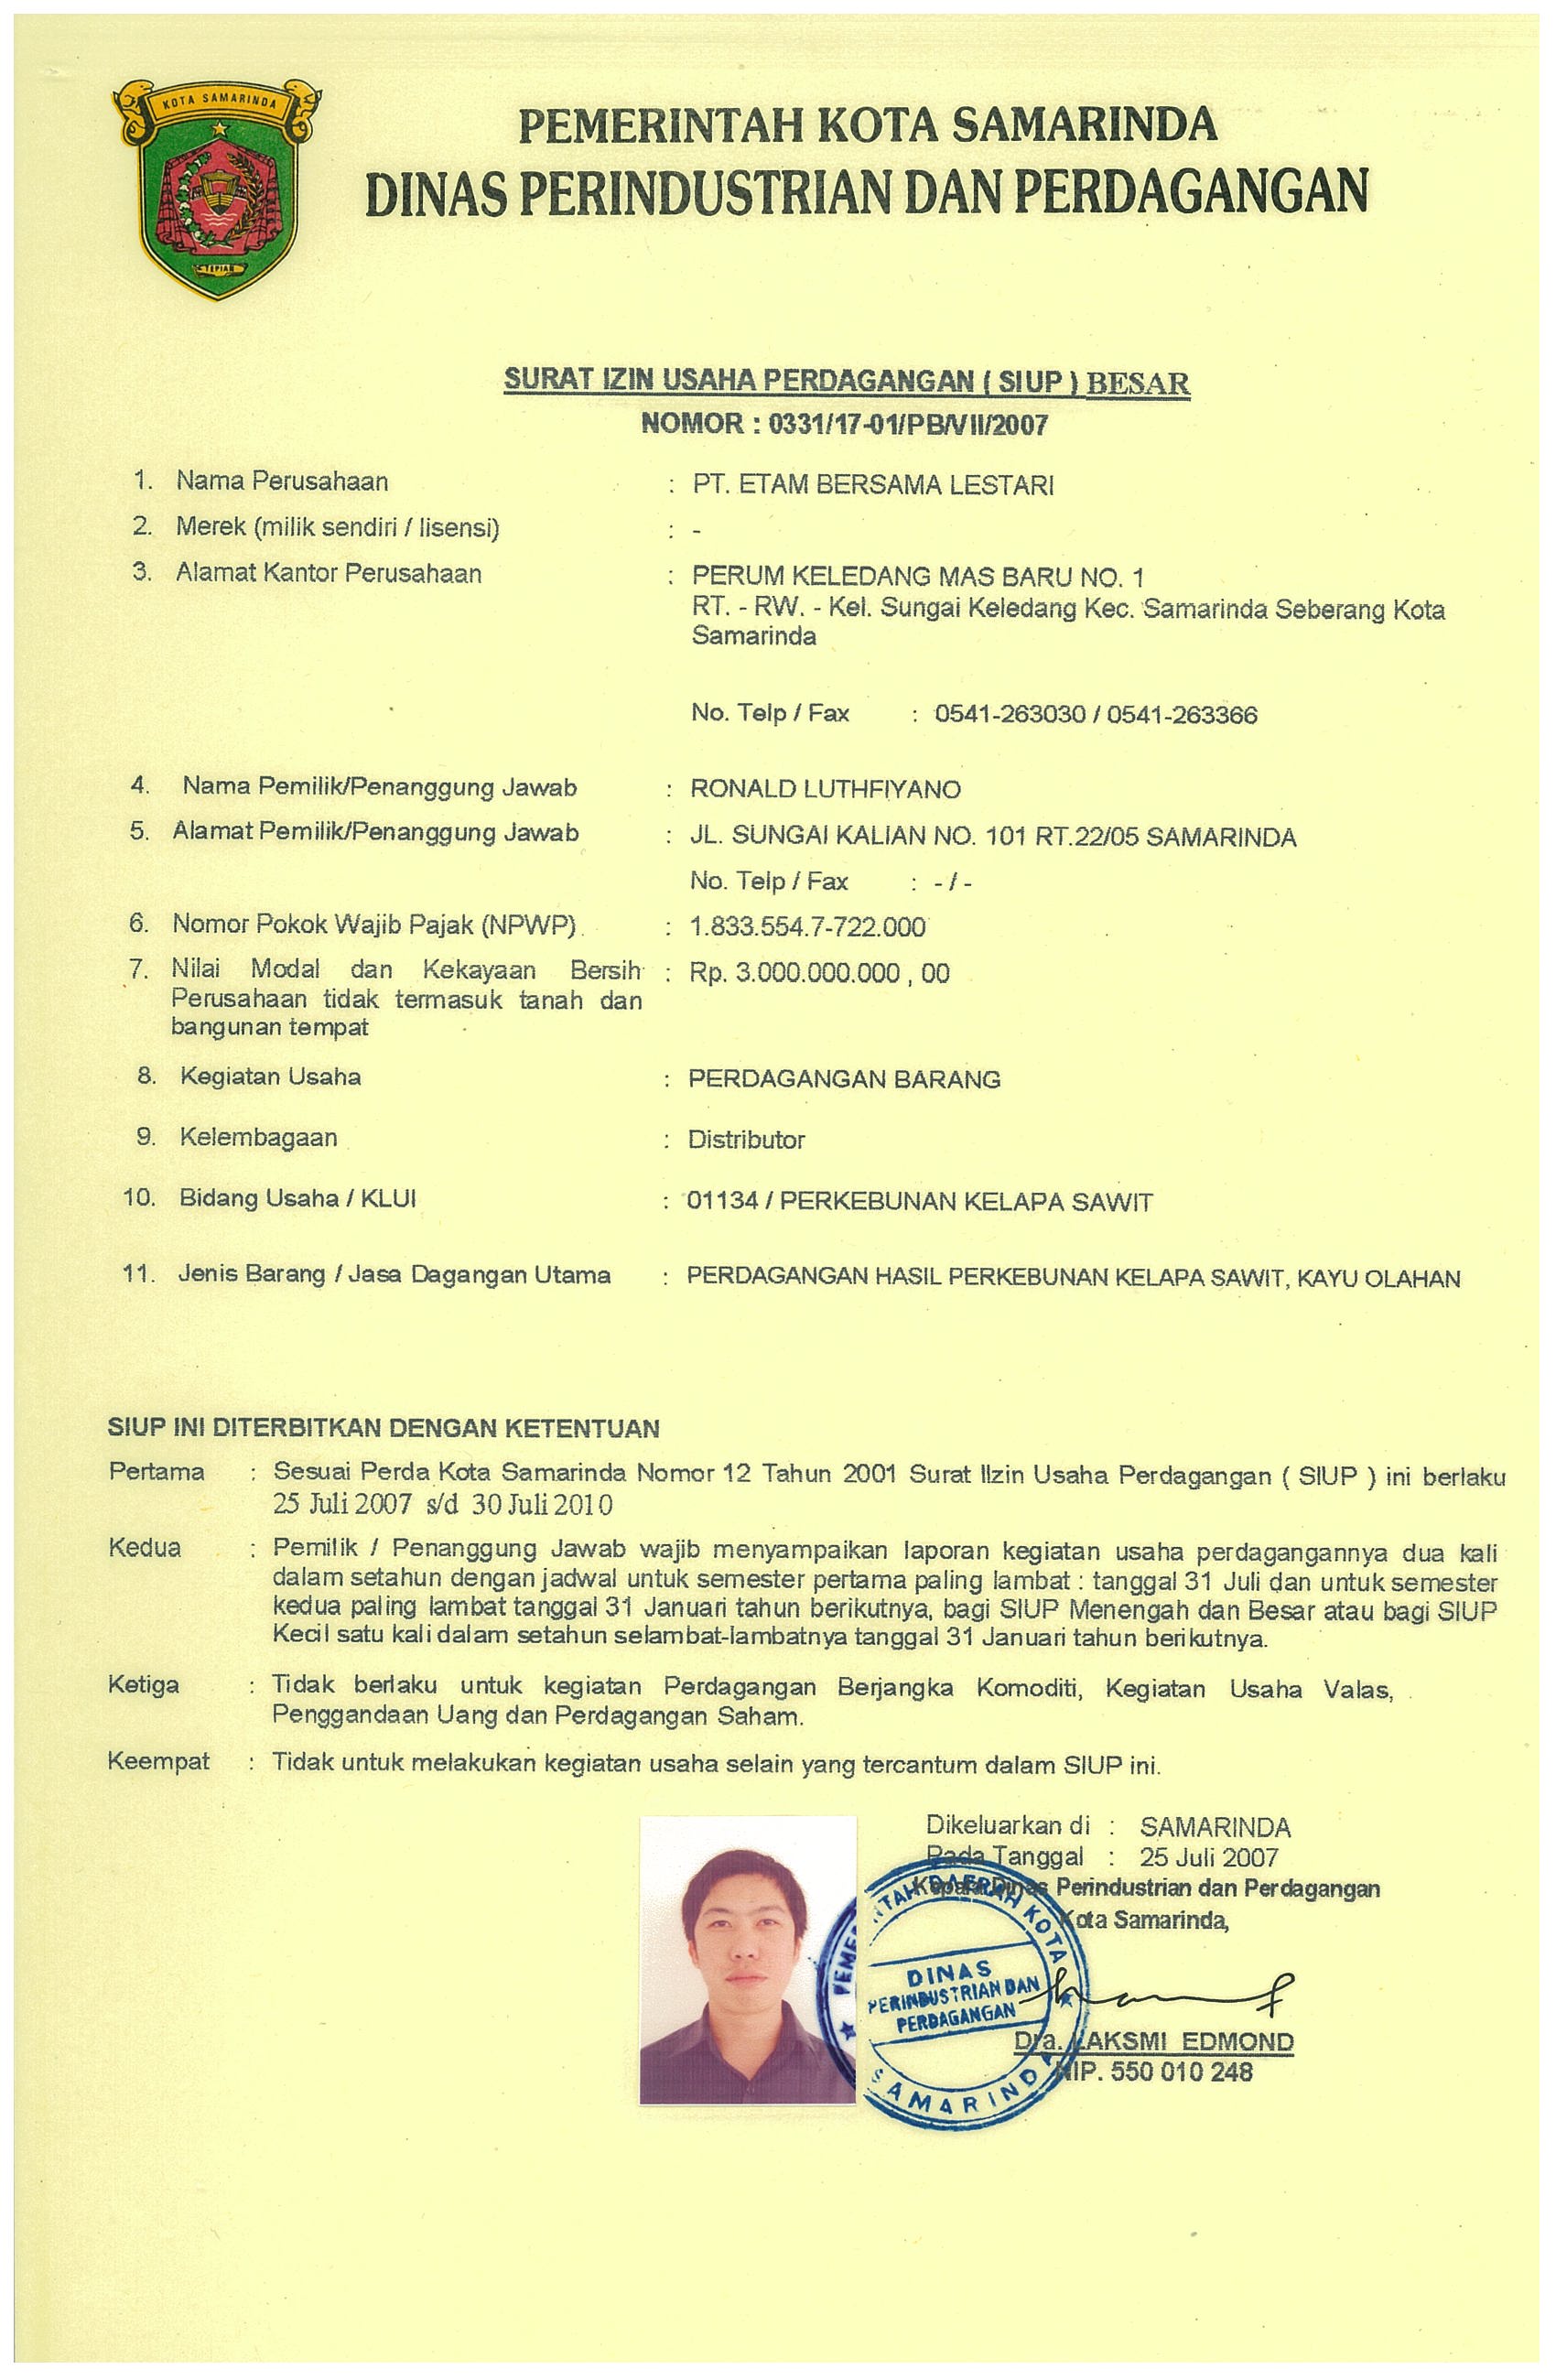 KOTA SAMARINDA
TEPIAN
PEMERINTAH KOTA SAMARINDA
DINAS PERINDUSTRIAN DAN PERDAGANGAN
SURAT IZIN USAHA PERDAGANGAN ( SIUP ) BESAR
NOMOR : 0331/17-01/PB/VII/2007
1. Nama Perusahaan : PT. ETAM BERSAMA LESTARI
2. Merek (milik sendiri / lisensi) : -
3. Alamat Kantor Perusahaan : PERUM KELEDANG MAS BARU NO. 1
RT. - RW. - Kel. Sungai Keledang Kec. Samarinda Seberang Kota
Samarinda
No. Telp / Fax : 0541-263030 / 0541-263366
4. Nama Pemilik/Penanggung Jawab : RONALD LUTHFIYANO
5. Alamat Pemilik/Penanggung Jawab : JL. SUNGAI KALIAN NO. 101 RT.22/05 SAMARINDA
No. Telp / Fax : - / -
6. Nomor Pokok Wajib Pajak (NPWP) : 1.833.554.7-722.000
7. Nilai Modal dan Kekayaan Bersih : Rp. 3.000.000.000 , 00
Perusahaan tidak termasuk tanah dan
bangunan tempat
8. Kegiatan Usaha : PERDAGANGAN BARANG
9. Kelembagaan : Distributor
10. Bidang Usaha / KLUI : 01134 / PERKEBUNAN KELAPA SAWIT
11. Jenis Barang / Jasa Dagangan Utama : PERDAGANGAN HASIL PERKEBUNAN KELAPA SAWIT, KAYU OLAHAN
SIUP INI DITERBITKAN DENGAN KETENTUAN
Pertama : Sesuai Perda Kota Samarinda Nomor 12 Tahun 2001 Surat IIzin Usaha Perdagangan ( SIUP ) ini berlaku
25 Juli 2007 s/d 30 Juli 2010
Kedua : Pemilik / Penanggung Jawab wajib menyampaikan laporan kegiatan usaha perdagangannya dua kali
dalam setahun dengan jadwal untuk semester pertama paling lambat : tanggal 31 Juli dan untuk semester
kedua paling lambat tanggal 31 Januari tahun berikutnya, bagi SIUP Menengah dan Besar atau bagi SIUP
Kecil satu kali dalam setahun selambat-lambatnya tanggal 31 Januari tahun berikutnya.
Ketiga : Tidak berlaku untuk kegiatan Perdagangan Berjangka Komoditi, Kegiatan Usaha Valas,
Penggandaan Uang dan Perdagangan Saham.
Keempat : Tidak untuk melakukan kegiatan usaha selain yang tercantum dalam SIUP ini.
Dikeluarkan di : SAMARINDA
Pada Tanggal : 25 Juli 2007
Kepala Dinas Perindustrian dan Perdagangan
Kota Samarinda,
PEMERINTAH DAERAH KOTA
DINAS
PERINDUSTRIAN DAN
PERDAGANGAN
SAMARINDA
Dra. LAKSMI EDMOND
NIP. 550 010 248